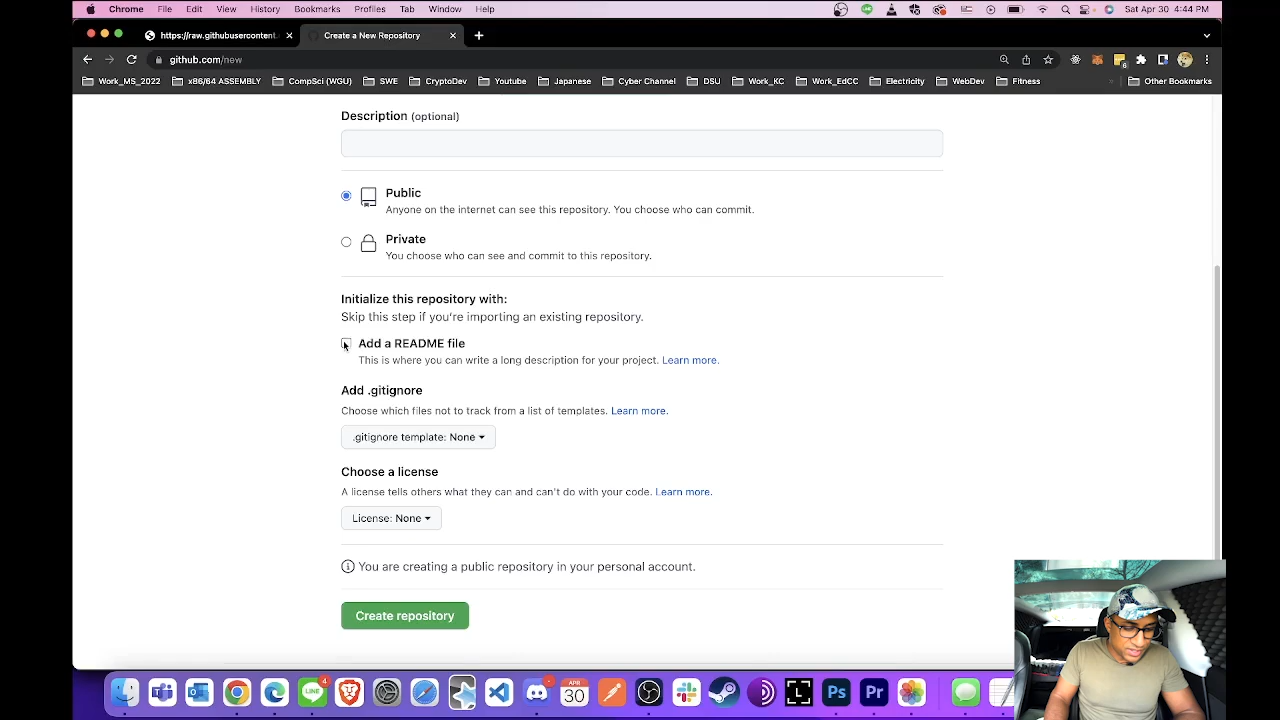 Chrome File Edit View History Bookmarks Profiles Tab Window Help Sat Apr 30 4:44 PM
https://raw.githubusercontent. Create a New Repository
github.com/new
Work_MS_2022 x86/64 ASSEMBLY CompSci (WGU) SWE CryptoDev Youtube Japanese Cyber Channel DSU Work_KC Work_EdCC Electricity WebDev Fitness » Other Bookmarks
Description (optional)
Public
Anyone on the internet can see this repository. You choose who can commit.
Private
You choose who can see and commit to this repository.
Initialize this repository with:
Skip this step if you're importing an existing repository.
Add a README file
This is where you can write a long description for your project. Learn more.
Add .gitignore
Choose which files not to track from a list of templates. Learn more.
.gitignore template: None
Choose a license
A license tells others what they can and can't do with your code. Learn more.
License: None
You are creating a public repository in your personal account.
Create repository
LINE 4 APR 30 L Ps Pr